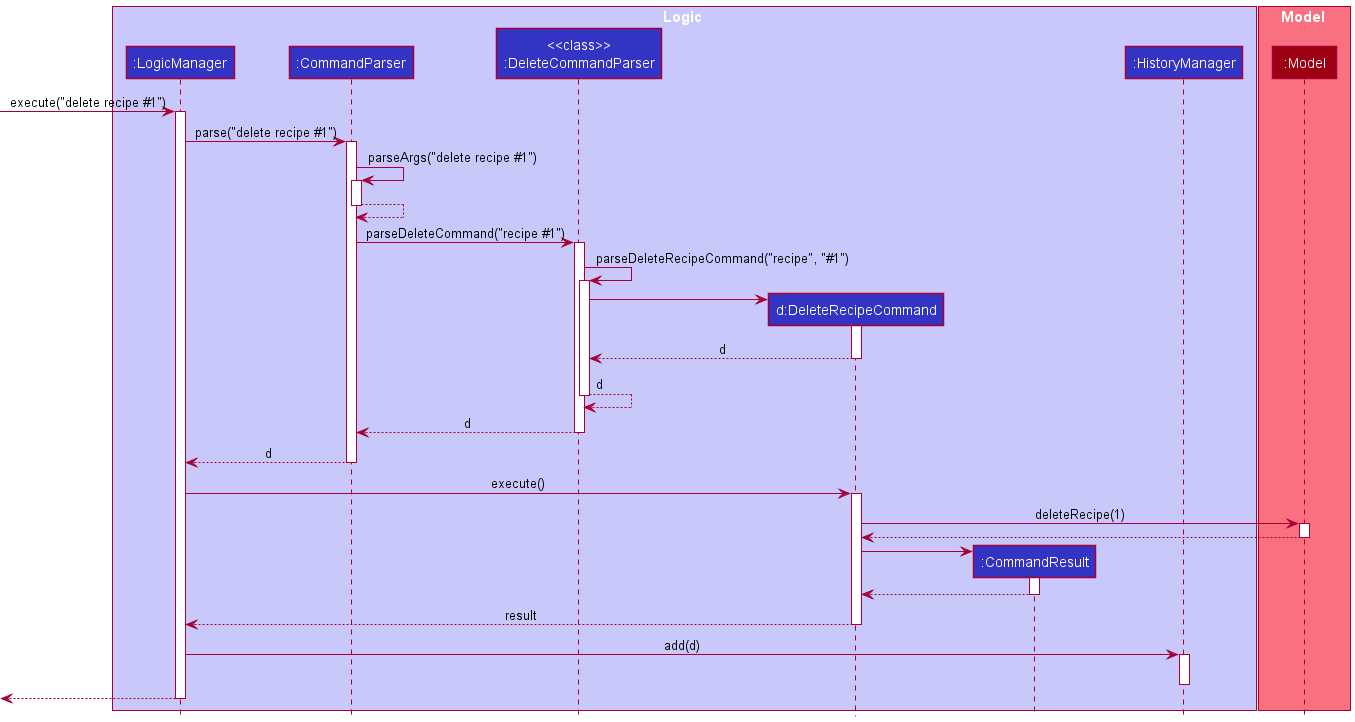 Logic
Model
<<class>>
:LogicManager
:CommandParser
:DeleteCommandParser
:HistoryManager
:Model
execute("delete recipe #1")
parse("delete recipe #1")
parseArgs("delete recipe #1")
parseDeleteCommand("recipe #1")
parseDeleteRecipeCommand("recipe", "#1")
d:DeleteRecipeCommand
d
d
d
d
execute()
deleteRecipe(1)
:CommandResult
result
add(d)